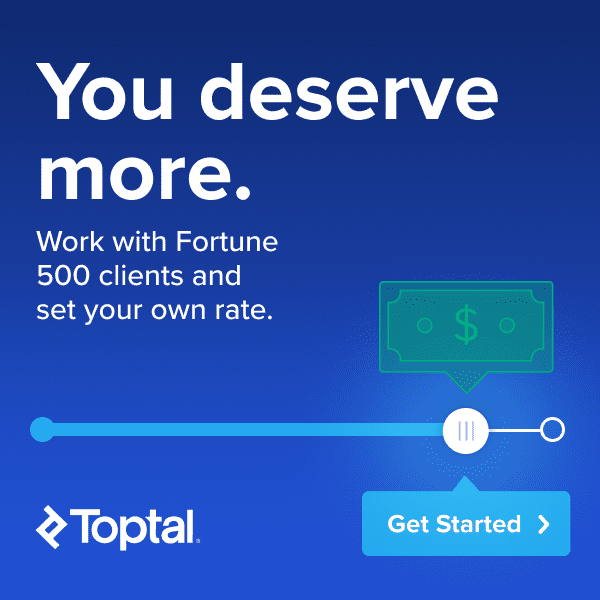 You deserve
more.
Work with Fortune
500 clients and
set your own rate.
$
Toptal
Get Started